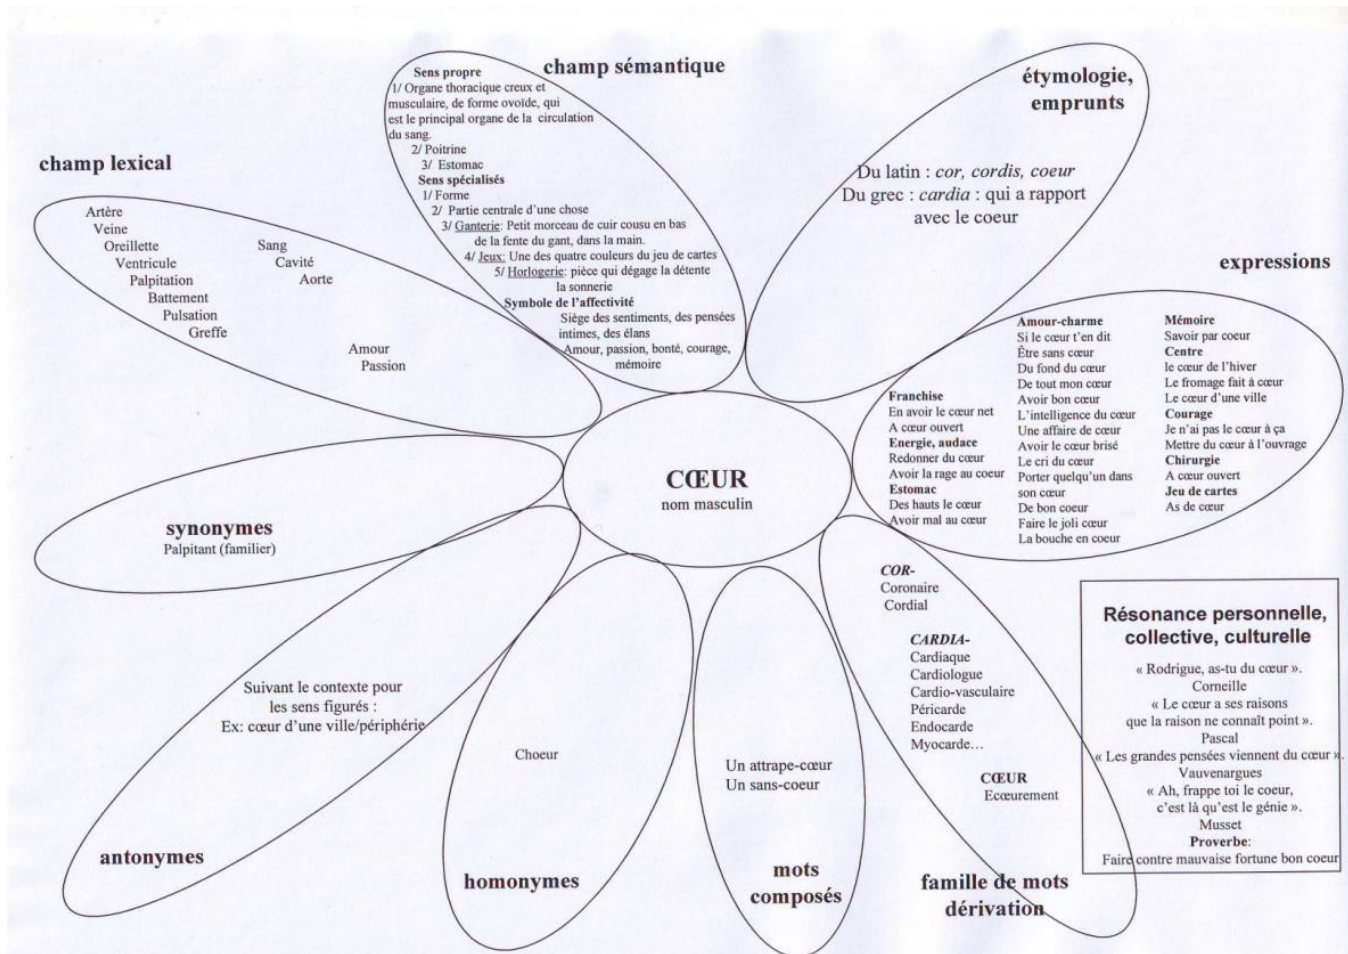 champ sémantique
Sens propre
1/ Organe thoracique creux et
musculaire, de forme ovoïde, qui
est le principal organe de la circulation
du sang.
2/ Poitrine
3/ Estomac
Sens spécialisés
1/ Forme
2/ Partie centrale d'une chose
3/ Ganterie: Petit morceau de cuir cousu en bas
de la fente du gant, dans la main.
4/ Jeux: Une des quatre couleurs du jeu de cartes
5/ Horlogerie: pièce qui dégage la détente
la sonnerie
Symbole de l'affectivité
Siège des sentiments, des pensées
intimes, des élans
Amour, passion, bonté, courage,
mémoire
étymologie,
emprunts
Du latin : cor, cordis, coeur
Du grec : cardia : qui a rapport
avec le coeur
champ lexical
Artère
Veine
Oreillette
Ventricule
Palpitation
Battement
Pulsation
Greffe
Sang
Cavité
Aorte
Amour
Passion
expressions
Franchise
En avoir le cœur net
A cœur ouvert
Energie, audace
Redonner du cœur
Avoir la rage au coeur
Estomac
Des hauts le cœur
Avoir mal au cœur
Amour-charme
Si le cœur t'en dit
Être sans cœur
Du fond du cœur
De tout mon cœur
Avoir bon cœur
L'intelligence du cœur
Une affaire de cœur
Avoir le cœur brisé
Le cri du cœur
Porter quelqu'un dans
son cœur
De bon coeur
Faire le joli cœur
La bouche en coeur
Mémoire
Savoir par coeur
Centre
le cœur de l'hiver
Le fromage fait à cœur
Le cœur d'une ville
Courage
Je n'ai pas le cœur à ça
Mettre du cœur à l'ouvrage
Chirurgie
A cœur ouvert
Jeu de cartes
As de cœur
CŒUR
nom masculin
synonymes
Palpitant (familier)
Suivant le contexte pour
les sens figurés :
Ex: cœur d'une ville/périphérie
antonymes
Choeur
homonymes
Un attrape-cœur
Un sans-coeur
mots
composés
COR-
Coronaire
Cordial
CARDIA-
Cardiaque
Cardiologue
Cardio-vasculaire
Péricarde
Endocarde
Myocarde…
CŒUR
Ecœurement
famille de mots
dérivation
Résonance personnelle,
collective, culturelle
« Rodrigue, as-tu du cœur ».
Corneille
« Le cœur a ses raisons
que la raison ne connaît point ».
Pascal
« Les grandes pensées viennent du cœur ».
Vauvenargues
« Ah, frappe toi le coeur,
c'est là qu'est le génie ».
Musset
Proverbe:
Faire contre mauvaise fortune bon coeur